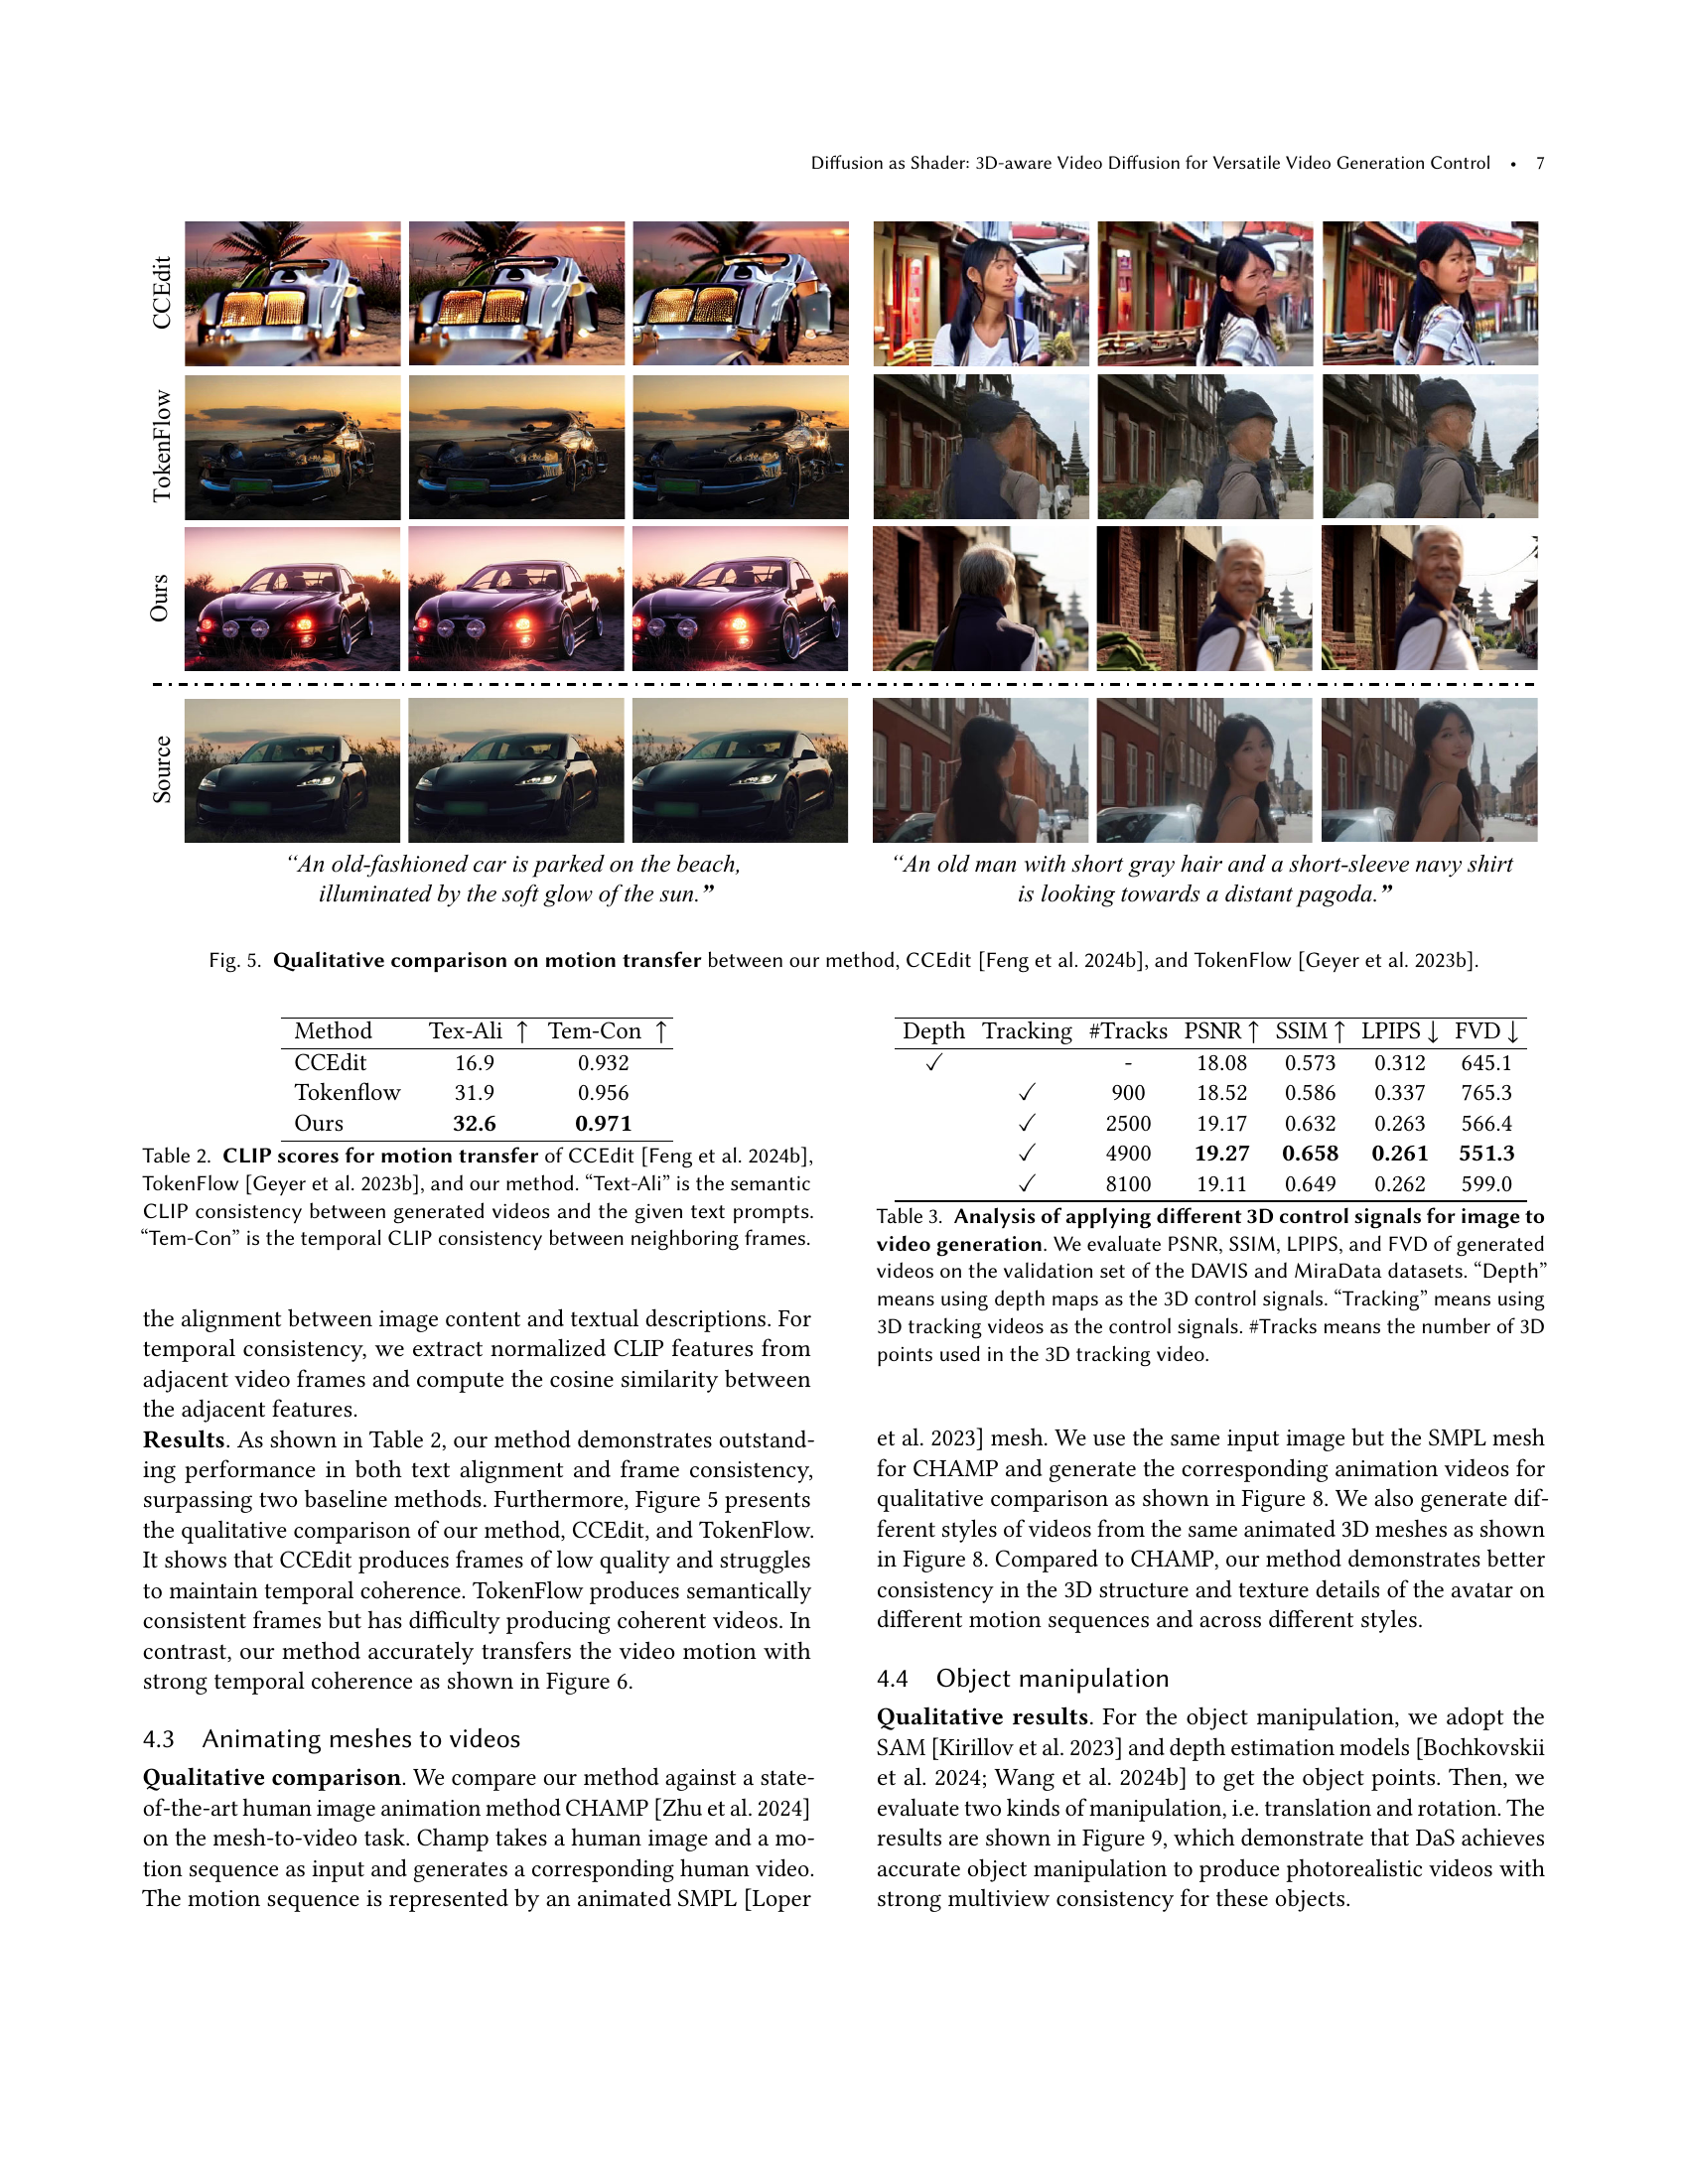 Diffusion as Shader: 3D-aware Video Diffusion for Versatile Video Generation Control • 7
CCEdit
TokenFlow
Ours
Source
“An old-fashioned car is parked on the beach,
illuminated by the soft glow of the sun.”
“An old man with short gray hair and a short-sleeve navy shirt
is looking towards a distant pagoda.”
Fig. 5. Qualitative comparison on motion transfer between our method, CCEdit [Feng et al. 2024b], and TokenFlow [Geyer et al. 2023b].
Method Tex-Ali ↑ Tem-Con ↑
CCEdit 16.9 0.932
Tokenflow 31.9 0.956
Ours 32.6 0.971
Table 2. CLIP scores for motion transfer of CCEdit [Feng et al. 2024b],
TokenFlow [Geyer et al. 2023b], and our method. “Text-Ali” is the semantic
CLIP consistency between generated videos and the given text prompts.
“Tem-Con” is the temporal CLIP consistency between neighboring frames.
the alignment between image content and textual descriptions. For
temporal consistency, we extract normalized CLIP features from
adjacent video frames and compute the cosine similarity between
the adjacent features.
Results. As shown in Table 2, our method demonstrates outstand-
ing performance in both text alignment and frame consistency,
surpassing two baseline methods. Furthermore, Figure 5 presents
the qualitative comparison of our method, CCEdit, and TokenFlow.
It shows that CCEdit produces frames of low quality and struggles
to maintain temporal coherence. TokenFlow produces semantically
consistent frames but has difficulty producing coherent videos. In
contrast, our method accurately transfers the video motion with
strong temporal coherence as shown in Figure 6.
4.3 Animating meshes to videos
Qualitative comparison. We compare our method against a state-
of-the-art human image animation method CHAMP [Zhu et al. 2024]
on the mesh-to-video task. Champ takes a human image and a mo-
tion sequence as input and generates a corresponding human video.
The motion sequence is represented by an animated SMPL [Loper
Depth Tracking #Tracks PSNR ↑ SSIM ↑ LPIPS ↓ FVD ↓
✓ - 18.08 0.573 0.312 645.1
✓ 900 18.52 0.586 0.337 765.3
✓ 2500 19.17 0.632 0.263 566.4
✓ 4900 19.27 0.658 0.261 551.3
✓ 8100 19.11 0.649 0.262 599.0
Table 3. Analysis of applying different 3D control signals for image to
video generation. We evaluate PSNR, SSIM, LPIPS, and FVD of generated
videos on the validation set of the DAVIS and MiraData datasets. “Depth”
means using depth maps as the 3D control signals. “Tracking” means using
3D tracking videos as the control signals. #Tracks means the number of 3D
points used in the 3D tracking video.
et al. 2023] mesh. We use the same input image but the SMPL mesh
for CHAMP and generate the corresponding animation videos for
qualitative comparison as shown in Figure 8. We also generate dif-
ferent styles of videos from the same animated 3D meshes as shown
in Figure 8. Compared to CHAMP, our method demonstrates better
consistency in the 3D structure and texture details of the avatar on
different motion sequences and across different styles.
4.4 Object manipulation
Qualitative results. For the object manipulation, we adopt the
SAM [Kirillov et al. 2023] and depth estimation models [Bochkovskii
et al. 2024; Wang et al. 2024b] to get the object points. Then, we
evaluate two kinds of manipulation, i.e. translation and rotation. The
results are shown in Figure 9, which demonstrate that DaS achieves
accurate object manipulation to produce photorealistic videos with
strong multiview consistency for these objects.